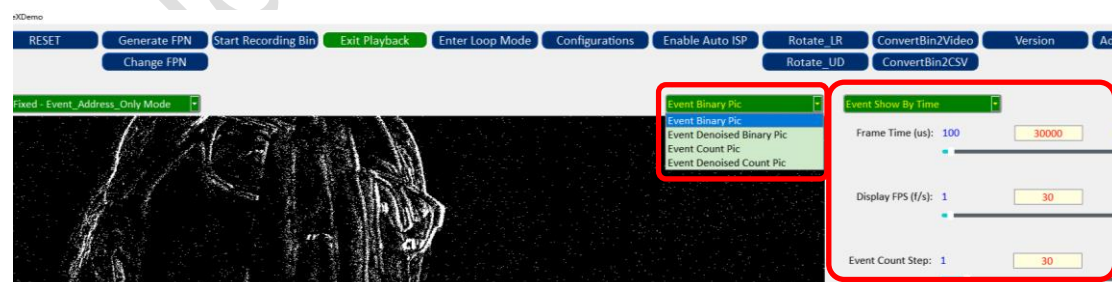 eXDemo
RESET Generate FPN Start Recording Bin Exit Playback Enter Loop Mode Configurations Enable Auto ISP Rotate_LR ConvertBin2Video Version
Change FPN Rotate_UD ConvertBin2CSV
Fixed - Event_Address_Only Mode Event Binary Pic Event Show By Time
Event Binary Pic
Event Denoised Binary Pic
Event Count Pic
Event Denoised Count Pic
Frame Time (us): 100 30000
Display FPS (f/s): 1 30
Event Count Step: 1 30